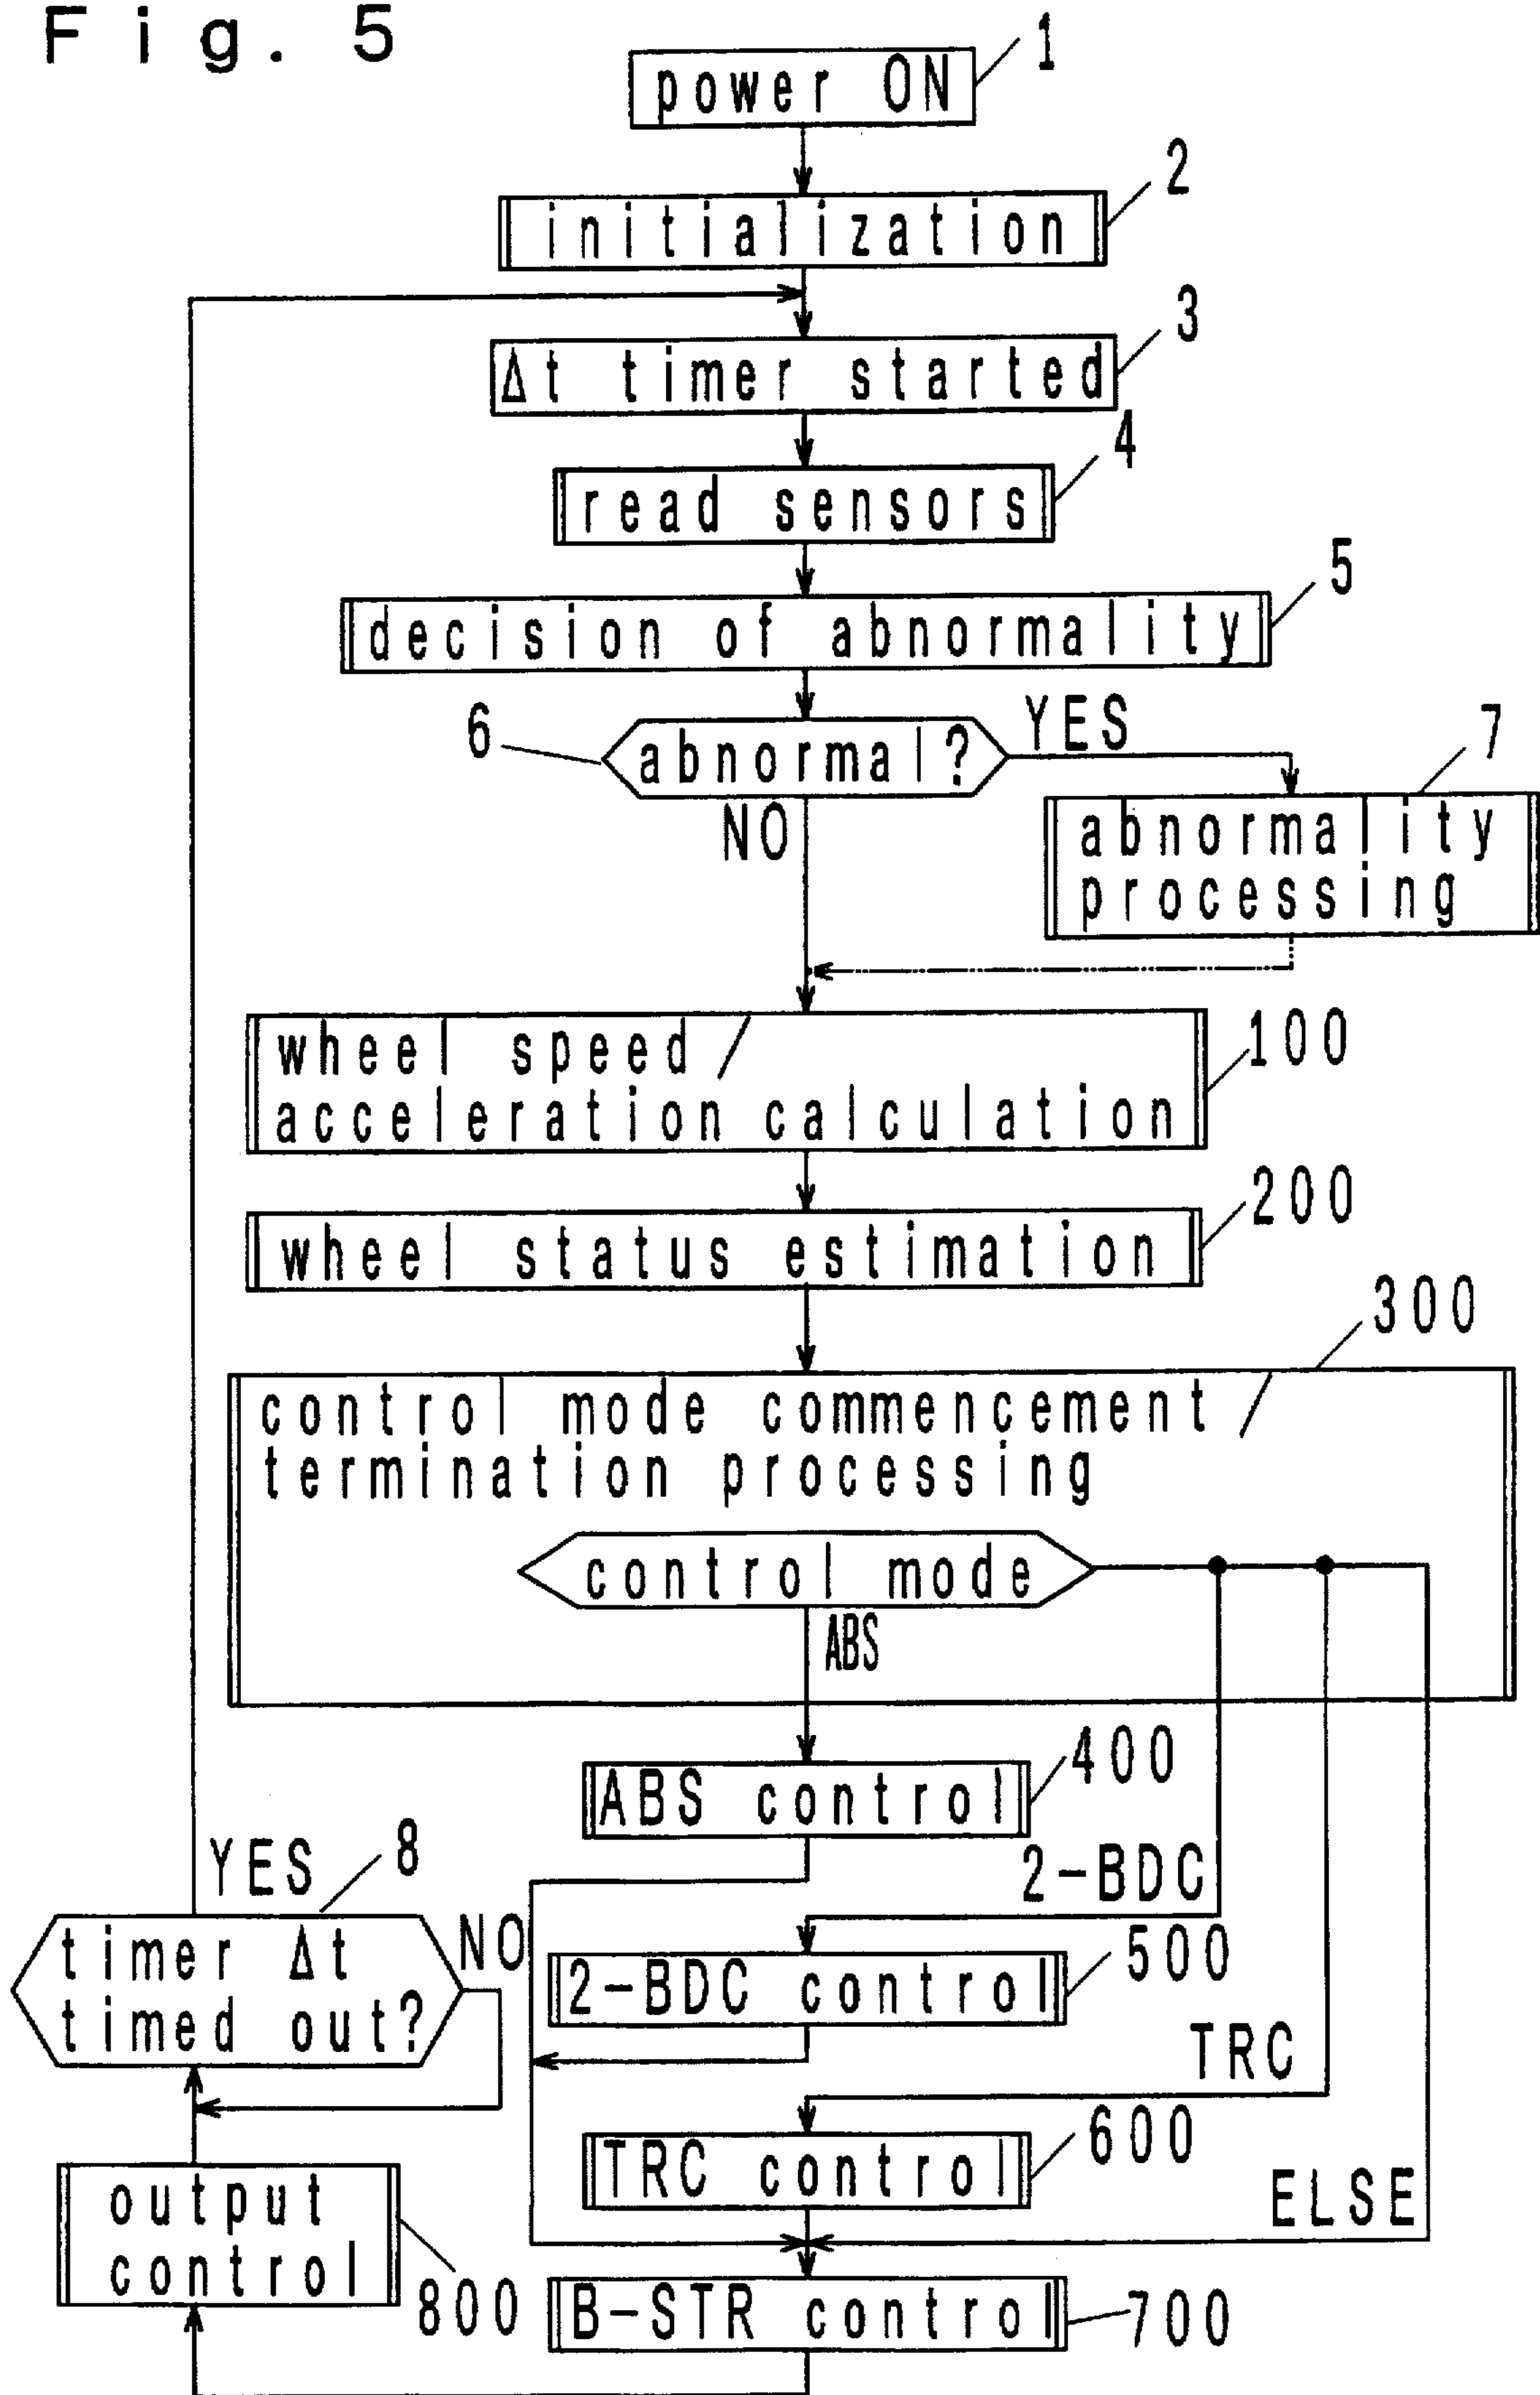 Fig. 5
1
power ON
2
initialization
3
Δt timer started
4
read sensors
5
decision of abnormality
6
abnormal?
YES
NO
7
abnormality
processing
100
wheel speed/
acceleration calculation
200
wheel status estimation
300
control mode commencement/
termination processing
control mode
ABS
400
ABS control
2-BDC
500
2-BDC control
YES
8
timer Δt
timed out?
NO
TRC
600
TRC control
ELSE
output
control
800
B-STR control
700